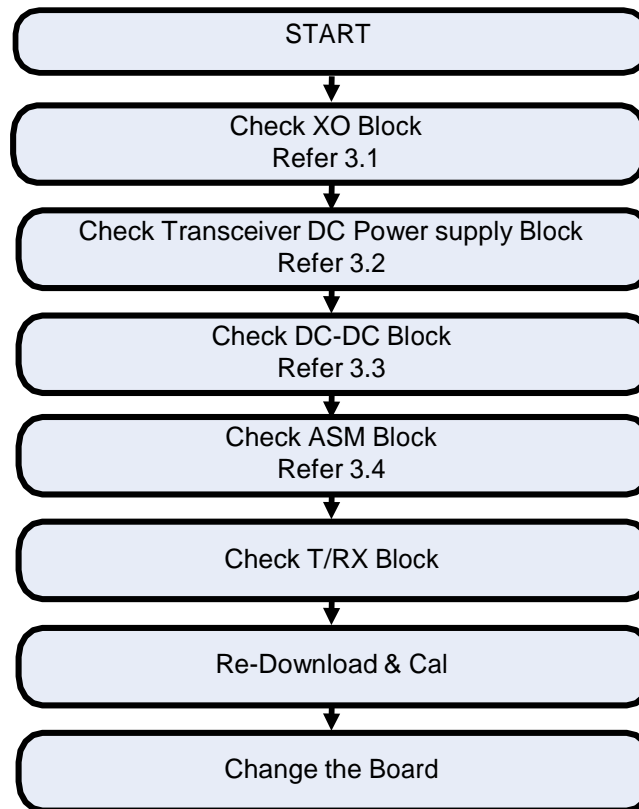 START
Check XO Block
Refer 3.1
Check Transceiver DC Power supply Block
Refer 3.2
Check DC-DC Block
Refer 3.3
Check ASM Block
Refer 3.4
Check T/RX Block
Re-Download & Cal
Change the Board